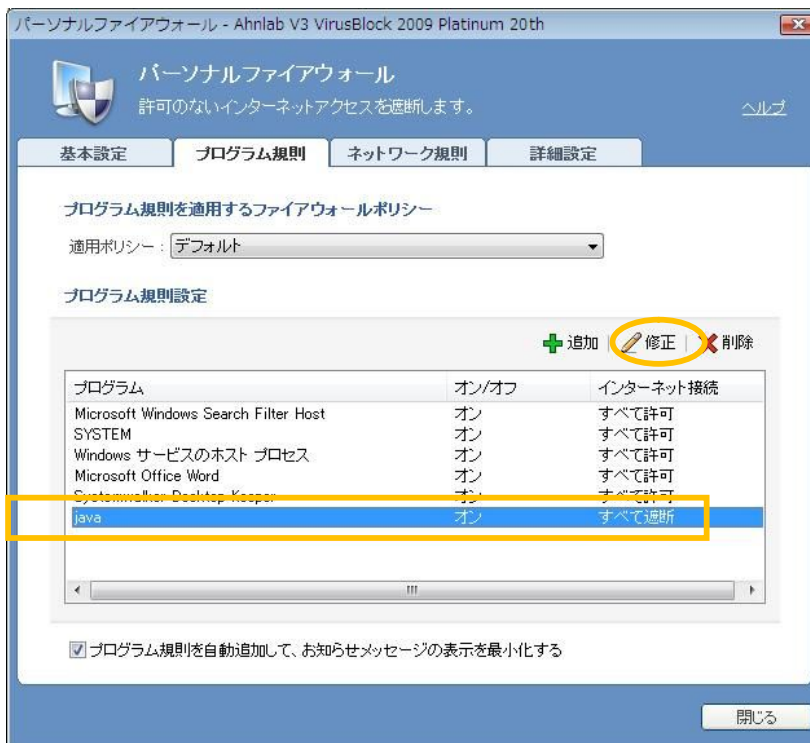 パーソナルファイアウォール - Ahnlab V3 VirusBlock 2009 Platinum 20th
パーソナルファイアウォール
許可のないインターネットアクセスを遮断します。
ヘルプ
基本設定 プログラム規則 ネットワーク規則 詳細設定
プログラム規則を適用するファイアウォールポリシー
適用ポリシー : デフォルト
プログラム規則設定
追加 | 修正 | 削除
プログラム オン/オフ インターネット接続
Microsoft Windows Search Filter Host オン すべて許可
SYSTEM オン すべて許可
Windows サービスのホスト プロセス オン すべて許可
Microsoft Office Word オン すべて許可
Systemwalker Desktop Keeper オン すべて許可
java オン すべて遮断
プログラム規則を自動追加して、お知らせメッセージの表示を最小化する
閉じる